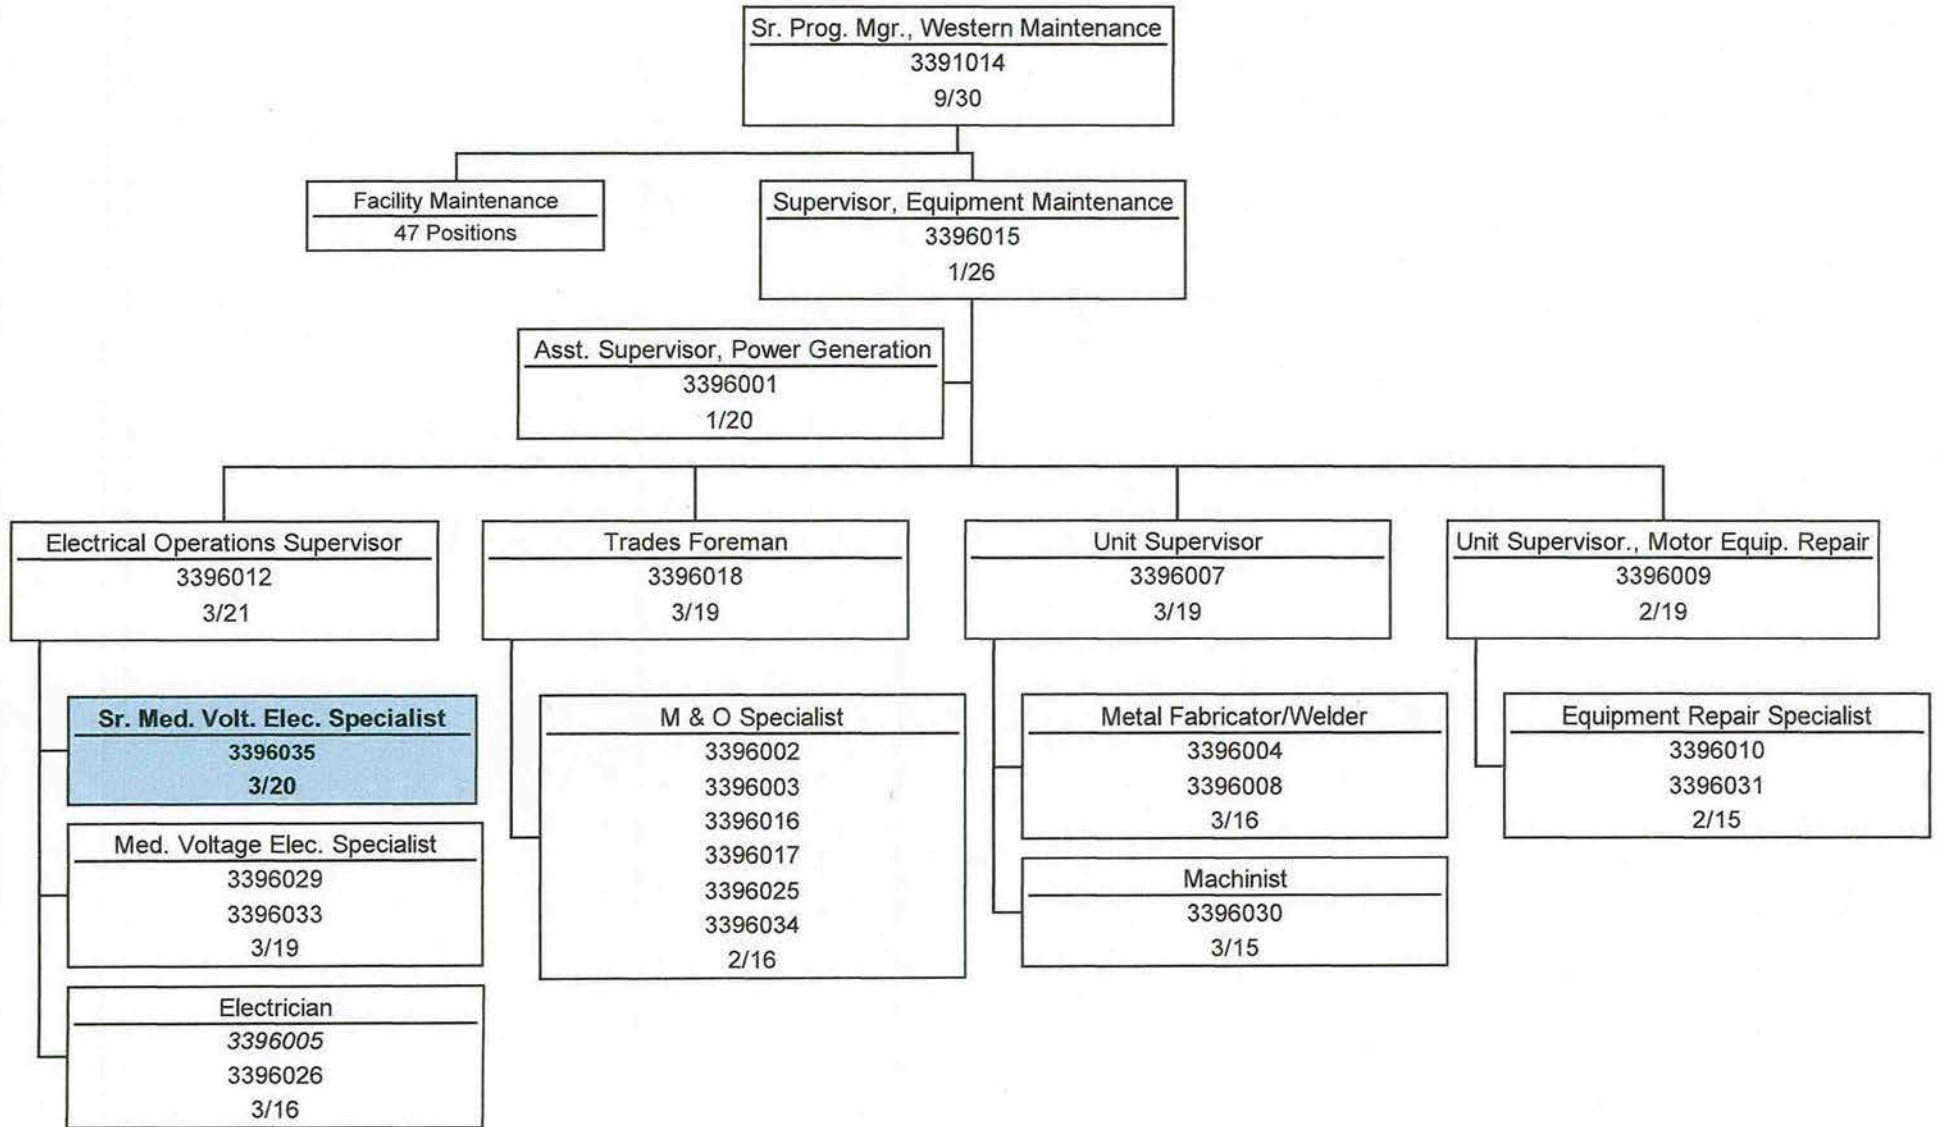 Sr. Prog. Mgr., Western Maintenance
3391014
9/30
Facility Maintenance
47 Positions
Supervisor, Equipment Maintenance
3396015
1/26
Asst. Supervisor, Power Generation
3396001
1/20
Electrical Operations Supervisor
3396012
3/21
Trades Foreman
3396018
3/19
Unit Supervisor
3396007
3/19
Unit Supervisor., Motor Equip. Repair
3396009
2/19
Sr. Med. Volt. Elec. Specialist
3396035
3/20
Med. Voltage Elec. Specialist
3396029
3396033
3/19
Electrician
3396005
3396026
3/16
M & O Specialist
3396002
3396003
3396016
3396017
3396025
3396034
2/16
Metal Fabricator/Welder
3396004
3396008
3/16
Machinist
3396030
3/15
Equipment Repair Specialist
3396010
3396031
2/15